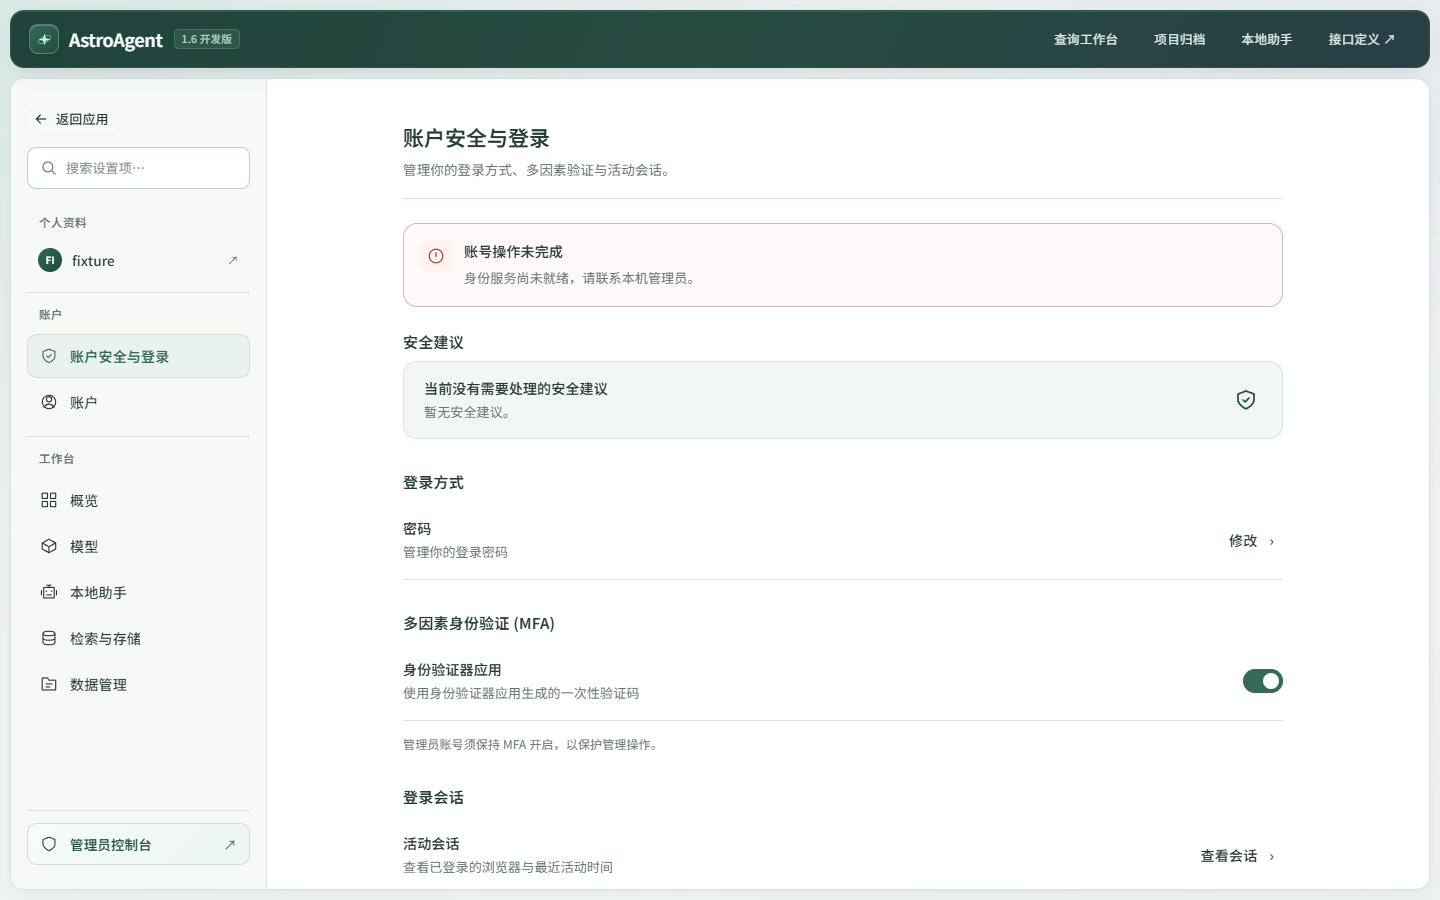 AstroAgent
1.6 开发版
查询工作台
项目归档
本地助手
接口定义 ↗
← 返回应用
搜索设置项…
个人资料
FI fixture ↗
账户
账户安全与登录
账户
工作台
概览
模型
本地助手
检索与存储
数据管理
管理员控制台 ↗
账户安全与登录
管理你的登录方式、多因素验证与活动会话。
账号操作未完成
身份服务尚未就绪，请联系本机管理员。
安全建议
当前没有需要处理的安全建议
暂无安全建议。
登录方式
密码
管理你的登录密码
修改 ›
多因素身份验证 (MFA)
身份验证器应用
使用身份验证器应用生成的一次性验证码
管理员账号须保持 MFA 开启，以保护管理操作。
登录会话
活动会话
查看已登录的浏览器与最近活动时间
查看会话 ›